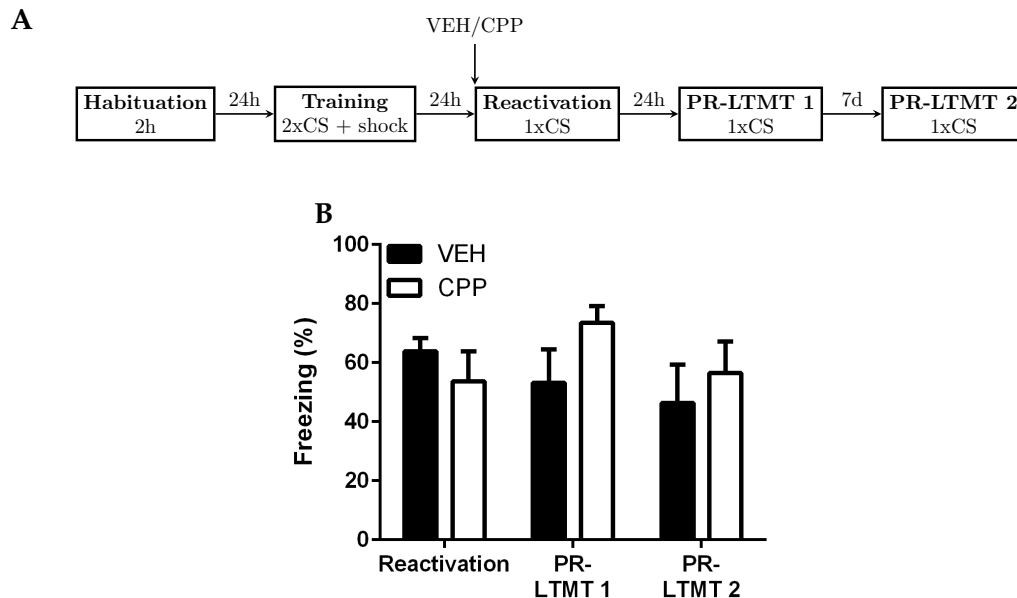 A
VEH/CPP
Habituation 24h Training 24h Reactivation 24h PR-LTMT 1 7d PR-LTMT 2
2h 2xCS + shock 1xCS 1xCS 1xCS
B
100
VEH
CPP
80
60
40
20
0
Freezing (%)
Reactivation PR- PR-
LTMT 1 LTMT 2